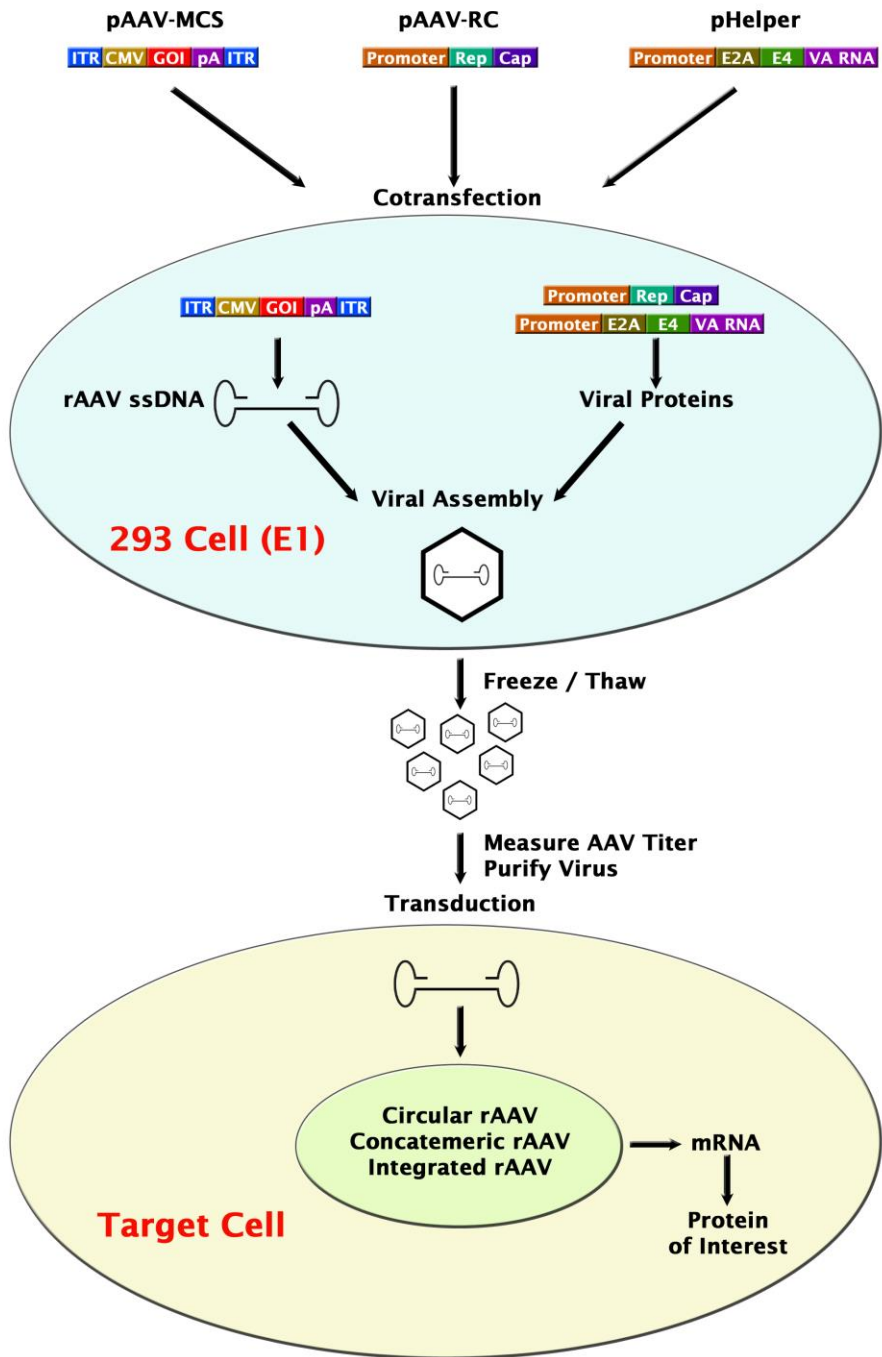 pAAV-MCS
pAAV-RC
pHelper
ITR CMV GOI pA ITR
Promoter Rep Cap
Promoter E2A E4 VA RNA
Cotransfection
ITR CMV GOI pA ITR
Promoter Rep Cap
Promoter E2A E4 VA RNA
rAAV ssDNA
Viral Proteins
Viral Assembly
293 Cell (E1)
Freeze / Thaw
Measure AAV Titer
Purify Virus
Transduction
Circular rAAV
Concatemeric rAAV
Integrated rAAV
mRNA
Protein
of Interest
Target Cell